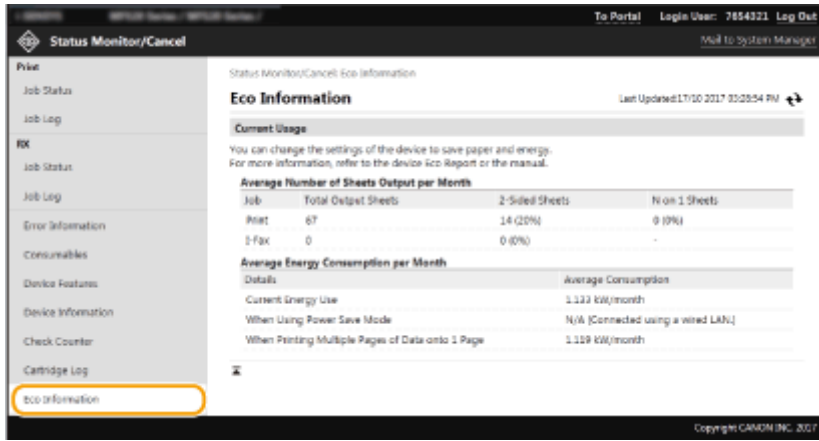 To Portal Login User: 7654321 Log Out
Status Monitor/Cancel
Mail to System Manager
Print
Job Status
Job Log
RX
Job Status
Job Log
Error Information
Consumables
Device Features
Device Information
Check Counter
Cartridge Log
Eco Information
Status Monitor/Cancel: Eco Information
Eco Information
Last Updated:17/10 2017 03:28:54 PM
Current Usage
You can change the settings of the device to save paper and energy.
For more information, refer to the device Eco Report or the manual.
Average Number of Sheets Output per Month
Job Total Output Sheets 2-Sided Sheets N on 1 Sheets
Print 67 14 (20%) 0 (0%)
I-Fax 0 0 (0%) -
Average Energy Consumption per Month
Details Average Consumption
Current Energy Use 1.133 kW/month
When Using Power Save Mode N/A [Connected using a wired LAN.]
When Printing Multiple Pages of Data onto 1 Page 1.119 kW/month
Copyright CANON INC. 2017